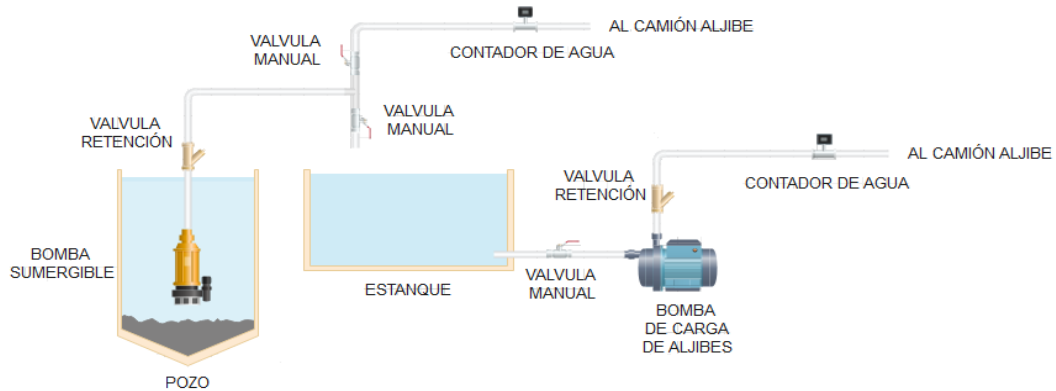 AL CAMIÓN ALJIBE
VALVULA
MANUAL
CONTADOR DE AGUA
VALVULA
MANUAL
VALVULA
RETENCIÓN
AL CAMIÓN ALJIBE
CONTADOR DE AGUA
VALVULA
RETENCIÓN
BOMBA
SUMERGIBLE
ESTANQUE
VALVULA
MANUAL
BOMBA
DE CARGA
DE ALJIBES
POZO